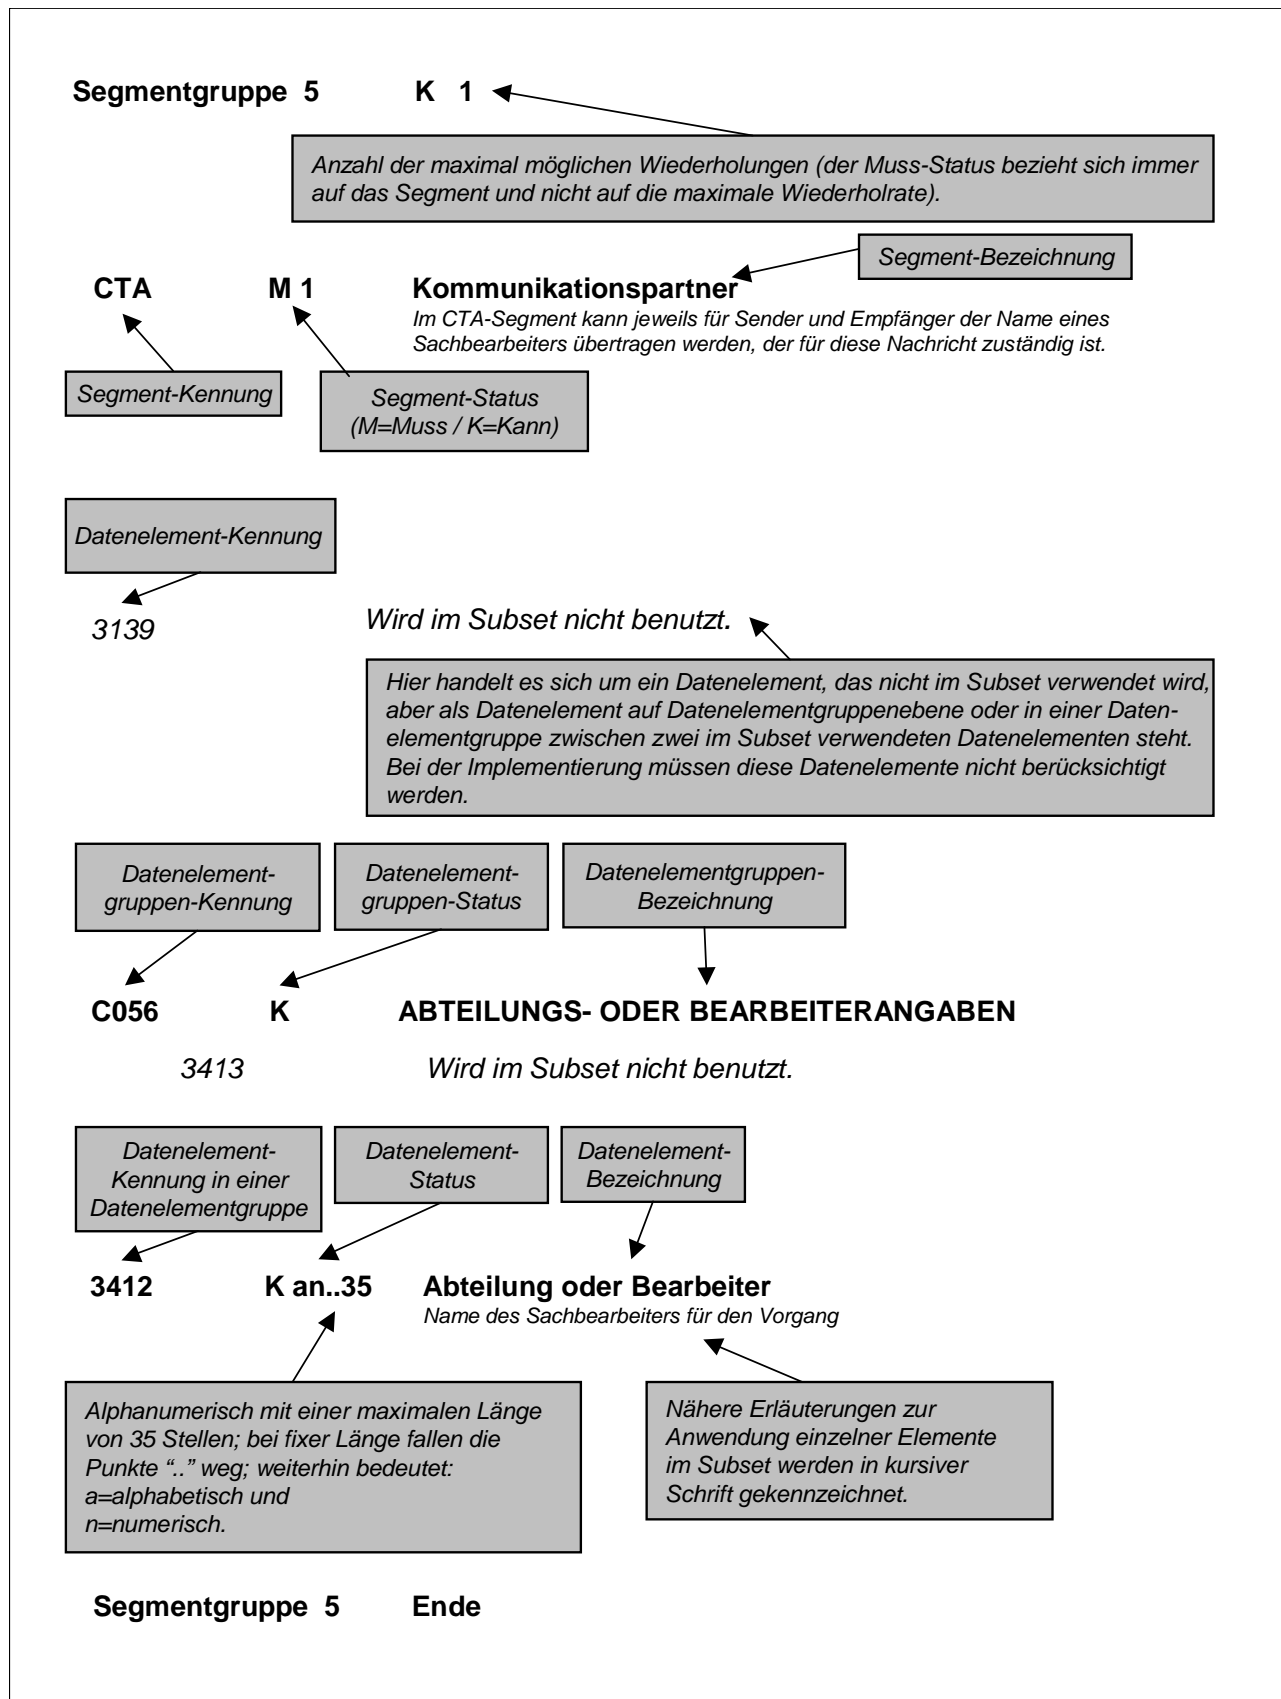 Segmentgruppe 5 K 1
Anzahl der maximal möglichen Wiederholungen (der Muss-Status bezieht sich immer
auf das Segment und nicht auf die maximale Wiederholrate).
Segment-Bezeichnung
CTA M 1 Kommunikationspartner
Im CTA-Segment kann jeweils für Sender und Empfänger der Name eines
Sachbearbeiters übertragen werden, der für diese Nachricht zuständig ist.
Segment-Kennung
Segment-Status
(M=Muss / K=Kann)
Datenelement-Kennung
3139 Wird im Subset nicht benutzt.
Hier handelt es sich um ein Datenelement, das nicht im Subset verwendet wird,
aber als Datenelement auf Datenelementgruppenebene oder in einer Daten-
elementgruppe zwischen zwei im Subset verwendeten Datenelementen steht.
Bei der Implementierung müssen diese Datenelemente nicht berücksichtigt
werden.
Datenelement-
gruppen-Kennung
Datenelement-
gruppen-Status
Datenelementgruppen-
Bezeichnung
C056 K ABTEILUNGS- ODER BEARBEITERANGABEN
3413 Wird im Subset nicht benutzt.
Datenelement-
Kennung in einer
Datenelementgruppe
Datenelement-
Status
Datenelement-
Bezeichnung
3412 K an..35 Abteilung oder Bearbeiter
Name des Sachbearbeiters für den Vorgang
Alphanumerisch mit einer maximalen Länge
von 35 Stellen; bei fixer Länge fallen die
Punkte “..” weg; weiterhin bedeutet:
a=alphabetisch und
n=numerisch.
Nähere Erläuterungen zur
Anwendung einzelner Elemente
im Subset werden in kursiver
Schrift gekennzeichnet.
Segmentgruppe 5 Ende